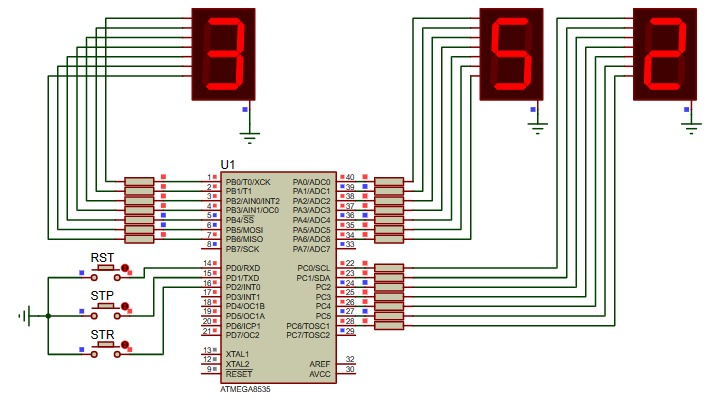 3 5 2
U1
1 PB0/T0/XCK PA0/ADC0 40
2 PB1/T1 PA1/ADC1 39
3 PB2/AIN0/INT2 PA2/ADC2 38
4 PB3/AIN1/OC0 PA3/ADC3 37
5 PB4/SS PA4/ADC4 36
6 PB5/MOSI PA5/ADC5 35
7 PB6/MISO PA6/ADC6 34
8 PB7/SCK PA7/ADC7 33
RST
14 PD0/RXD PC0/SCL 22
15 PD1/TXD PC1/SDA 23
16 PD2/INT0 PC2 24
17 PD3/INT1 PC3 25
STP
18 PD4/OC1B PC4 26
19 PD5/OC1A PC5 27
20 PD6/ICP1 PC6/TOSC1 28
21 PD7/OC2 PC7/TOSC2 29
STR
13 XTAL1
12 XTAL2 AREF 32
9 RESET AVCC 30
ATMEGA8535